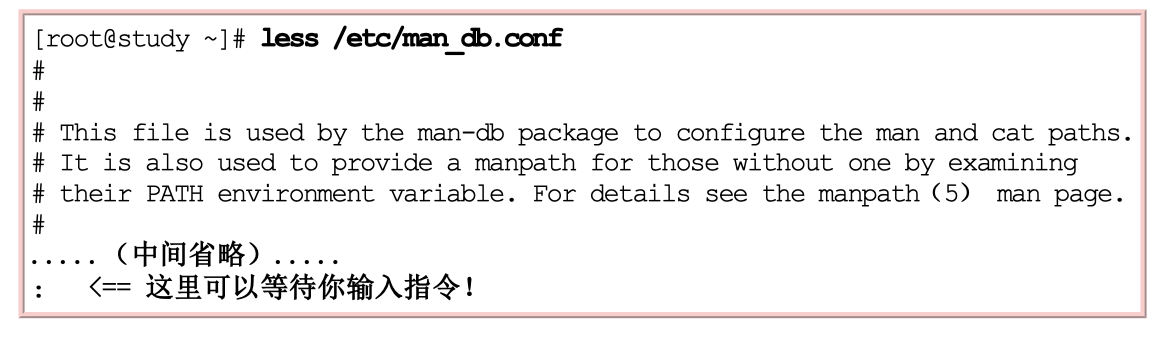 [root@study ~]# less /etc/man_db.conf
#
#
# This file is used by the man-db package to configure the man and cat paths.
# It is also used to provide a manpath for those without one by examining
# their PATH environment variable. For details see the manpath（5） man page.
#
.....（中间省略）.....
:   <== 这里可以等待你输入指令！